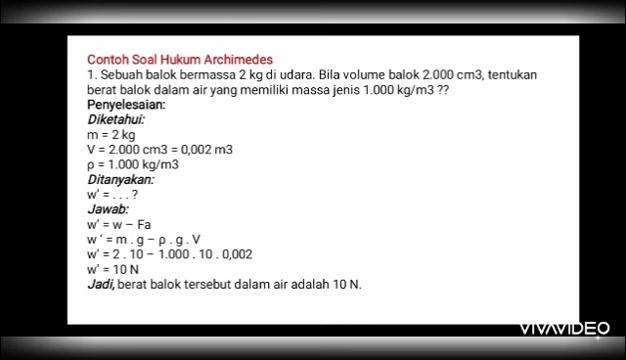 Contoh Soal Hukum Archimedes
1. Sebuah balok bermassa 2 kg di udara. Bila volume balok 2.000 cm3, tentukan
berat balok dalam air yang memiliki massa jenis 1.000 kg/m3 ??
Penyelesaian:
Diketahui:
m = 2 kg
V = 2.000 cm3 = 0,002 m3
ρ = 1.000 kg/m3
Ditanyakan:
w' = . . . ?
Jawab:
w' = w – Fa
w ' = m . g – ρ . g . V
w' = 2 . 10 – 1.000 . 10 . 0,002
w' = 10 N
Jadi, berat balok tersebut dalam air adalah 10 N.
VIVAVIDEO